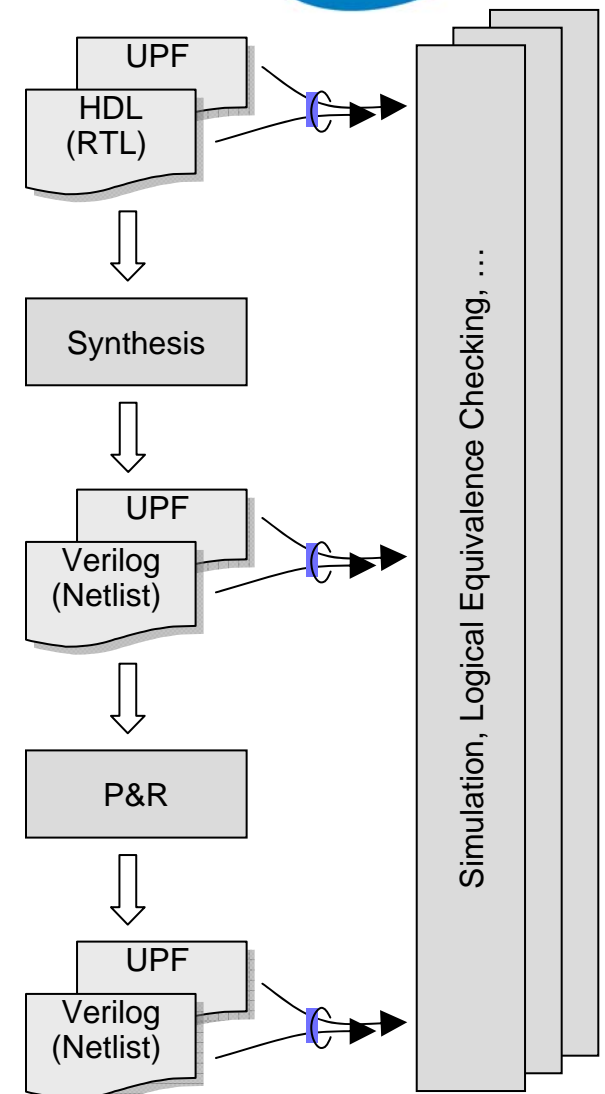 UPF
HDL
(RTL)
Synthesis
UPF
Verilog
(Netlist)
P&R
UPF
Verilog
(Netlist)
Simulation, Logical Equivalence Checking, …